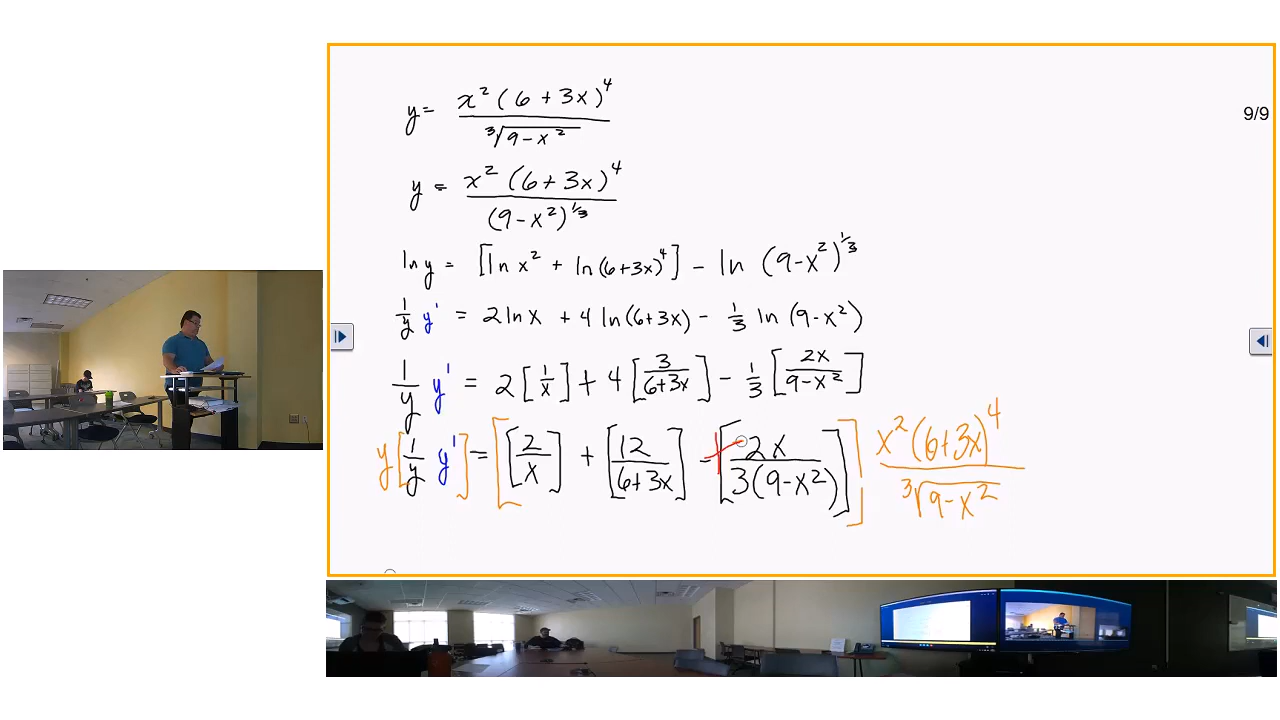 y = x² (6 + 3x)⁴ / ³√9 - x²
9/9
y = x² (6 + 3x)⁴ / (9 - x²)^1/3
ln y = [ln x² + ln (6+3x)⁴] - ln (9-x²)^1/3
1/y y' = 2 ln x + 4 ln (6+3x) - 1/3 ln (9-x²)
1/y y' = 2 [1/x] + 4 [3/6+3x] - 1/3 [2x/9-x²]
y [1/y y'] = [[2/x] + [12/6+3x] + [2x/3(9-x²)]] x²(6+3x)⁴ / ³√9-x²